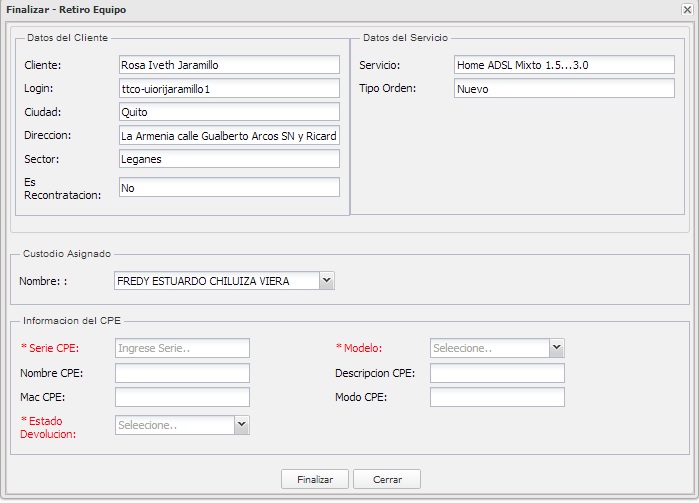 Finalizar - Retiro Equipo
Datos del Cliente
Cliente: Rosa Iveth Jaramillo
Login: ttco-uiorijaramillo1
Ciudad: Quito
Direccion: La Armenia calle Gualberto Arcos SN y Ricard
Sector: Leganes
Es
Recontratacion: No
Datos del Servicio
Servicio: Home ADSL Mixto 1.5...3.0
Tipo Orden: Nuevo
Custodio Asignado
Nombre: : FREDY ESTUARDO CHILUIZA VIERA
Informacion del CPE
* Serie CPE: Ingrese Serie.. * Modelo: Seleecione..
Nombre CPE: Descripcion CPE:
Mac CPE: Modo CPE:
* Estado
Devolucion: Seleecione..
Finalizar Cerrar